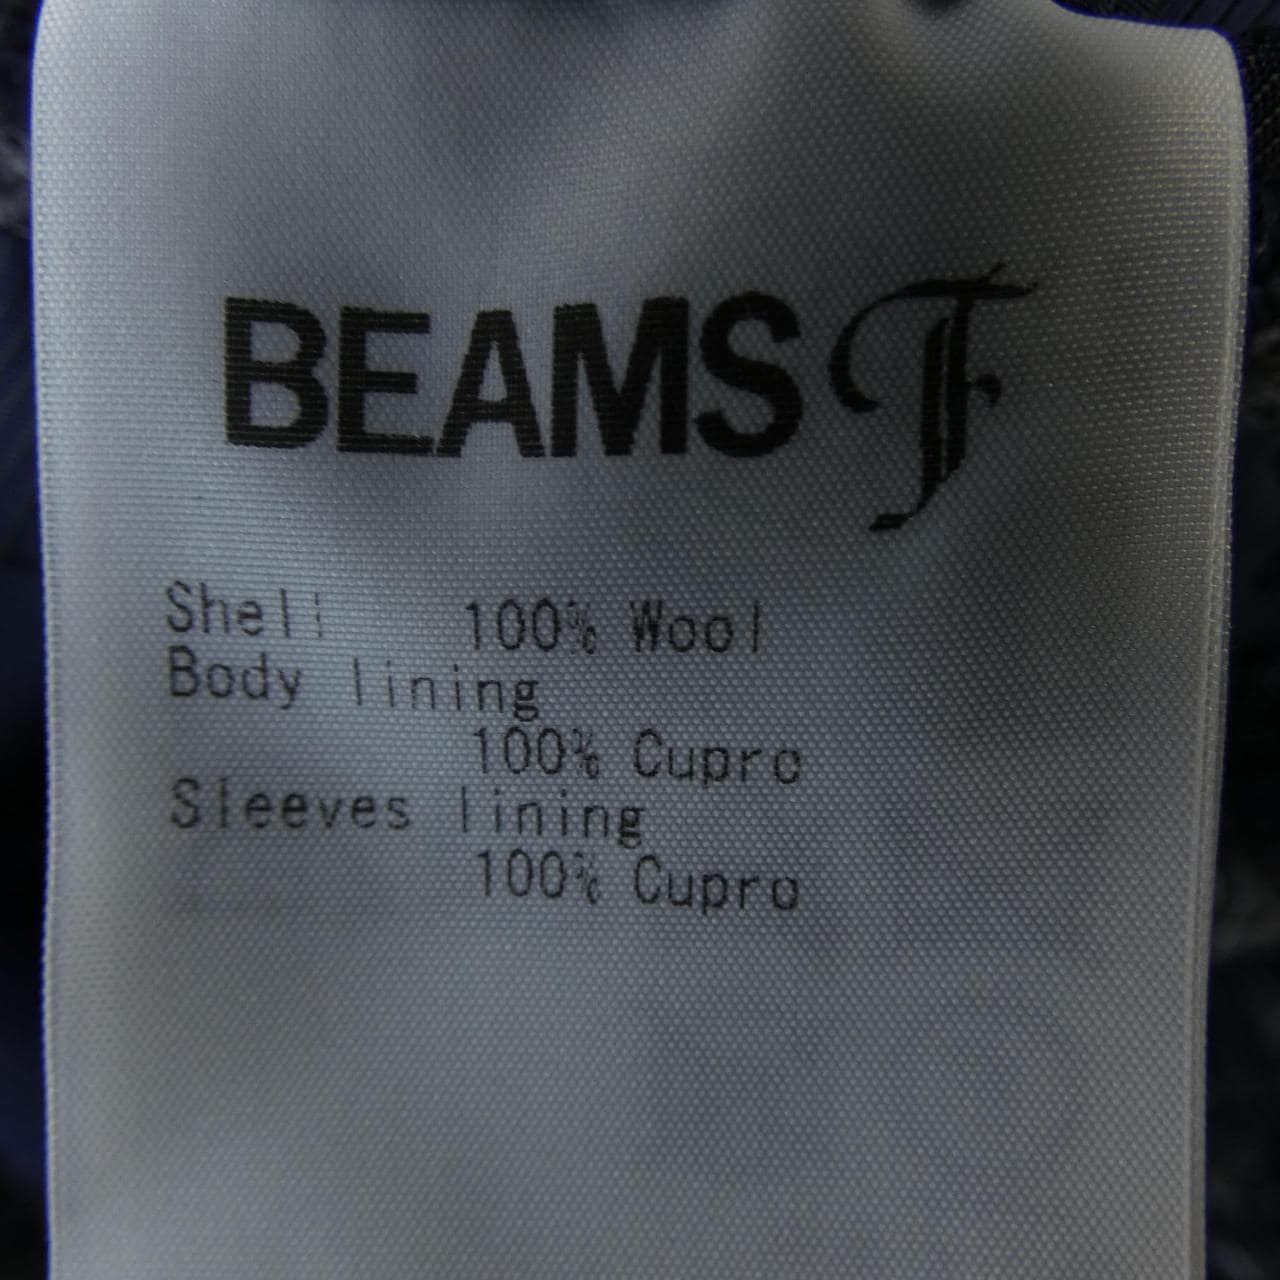 BEAMS F
Shell 100% Wool
Body lining
100% Cupro
Sleeves lining
100% Cupro